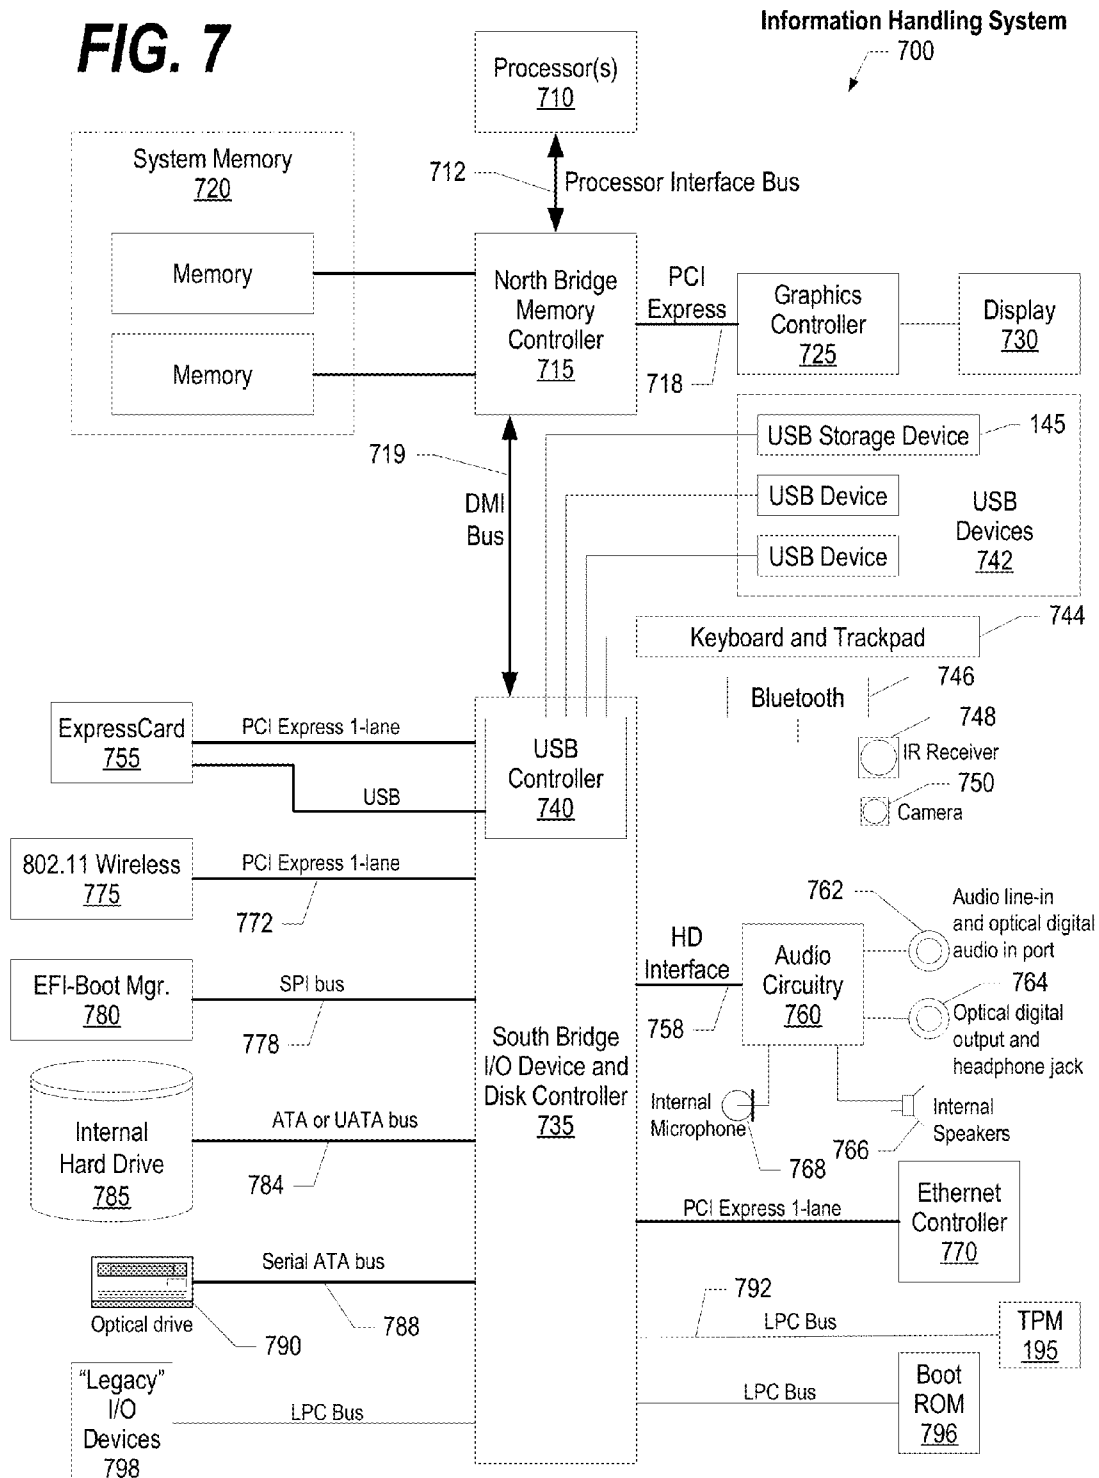 FIG. 7
Information Handling System
700
Processor(s)
710
712
Processor Interface Bus
System Memory
720
Memory
Memory
North Bridge
Memory
Controller
715
PCI
Express
718
Graphics
Controller
725
Display
730
719
DMI
Bus
USB Storage Device
145
USB Device
USB Device
USB
Devices
742
Keyboard and Trackpad
744
Bluetooth
746
748
IR Receiver
750
Camera
ExpressCard
755
PCI Express 1-lane
USB
USB
Controller
740
802.11 Wireless
775
PCI Express 1-lane
772
EFI-Boot Mgr.
780
SPI bus
778
Internal
Hard Drive
785
ATA or UATA bus
784
South Bridge
I/O Device and
Disk Controller
735
HD
Interface
758
Audio
Circuitry
760
762
Audio line-in
and optical digital
audio in port
764
Optical digital
output and
headphone jack
Internal
Microphone
768
766
Internal
Speakers
PCI Express 1-lane
Ethernet
Controller
770
Optical drive
790
Serial ATA bus
788
792
LPC Bus
TPM
195
"Legacy"
I/O
Devices
798
LPC Bus
LPC Bus
Boot
ROM
796